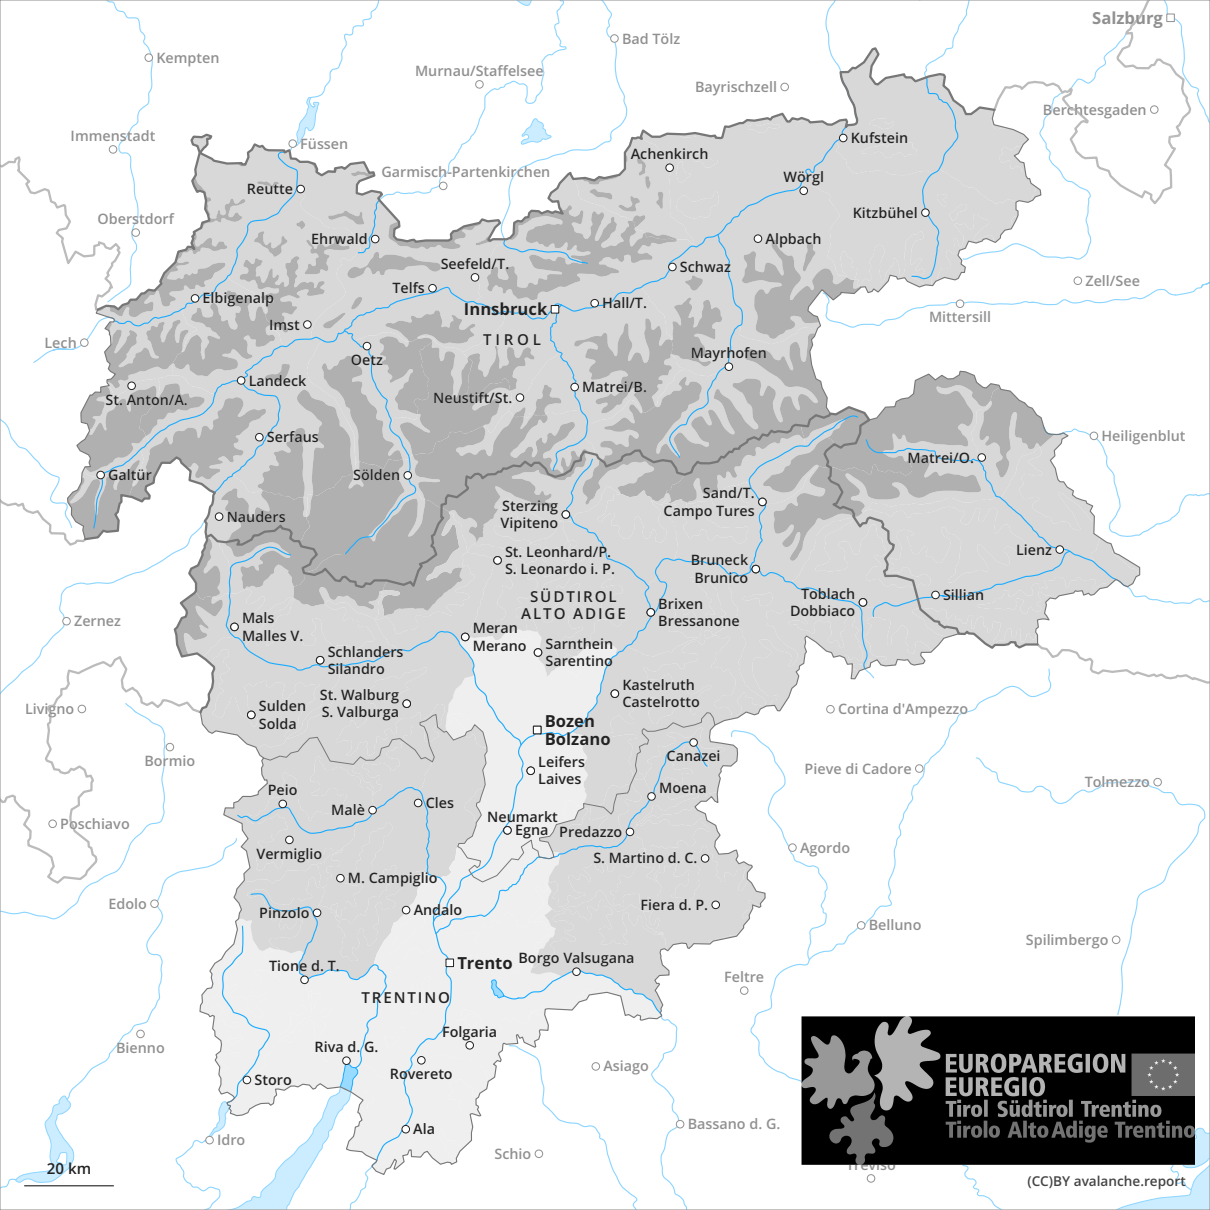 Salzburg
Bad Tölz
Kempten
Murnau/Staffelsee
Bayrischzell
Berchtesgaden
Immenstadt
Füssen
Kufstein
Achenkirch
Garmisch-Partenkirchen
Wörgl
Reutte
Kitzbühel
Oberstdorf
Ehrwald
Alpbach
Seefeld/T.
Schwaz
Zell/See
Telfs
Elbigenalp
Hall/T.
Innsbruck
Mittersill
Imst
TIROL
Lech
Oetz
Mayrhofen
Landeck
Matrei/B.
St. Anton/A.
Neustift/St.
Serfaus
Heiligenblut
Matrei/O.
Galtür
Sölden
Sand/T.
Campo Tures
Sterzing
Vipiteno
Nauders
Lienz
St. Leonhard/P.
S. Leonardo i. P.
Bruneck
Brunico
SÜDTIROL
ALTO ADIGE
Toblach
Dobbiaco
Sillian
Brixen
Bressanone
Zernez
Mals
Malles V.
Meran
Merano
Sarnthein
Sarentino
Schlanders
Silandro
Kastelruth
Castelrotto
St. Walburg
S. Valburga
Sulden
Solda
Livigno
Cortina d'Ampezzo
Bozen
Bolzano
Bormio
Canazei
Leifers
Laives
Pieve di Cadore
Tolmezzo
Peio
Moena
Malè
Cles
Neumarkt
Egna
Poschiavo
Predazzo
Vermiglio
Agordo
S. Martino d. C.
M. Campiglio
Edolo
Pinzolo
Andalo
Fiera d. P.
Belluno
Spilimbergo
Borgo Valsugana
Trento
Tione d. T.
Feltre
TRENTINO
Folgaria
Bienno
Riva d. G.
Rovereto
Asiago
Storo
EUROPAREGION
EUREGIO
Tirol Südtirol Trentino
Tirolo Alto Adige Trentino
Ala
Bassano d. G.
Idro
Schio
Treviso
20 km
(CC)BY avalanche.report